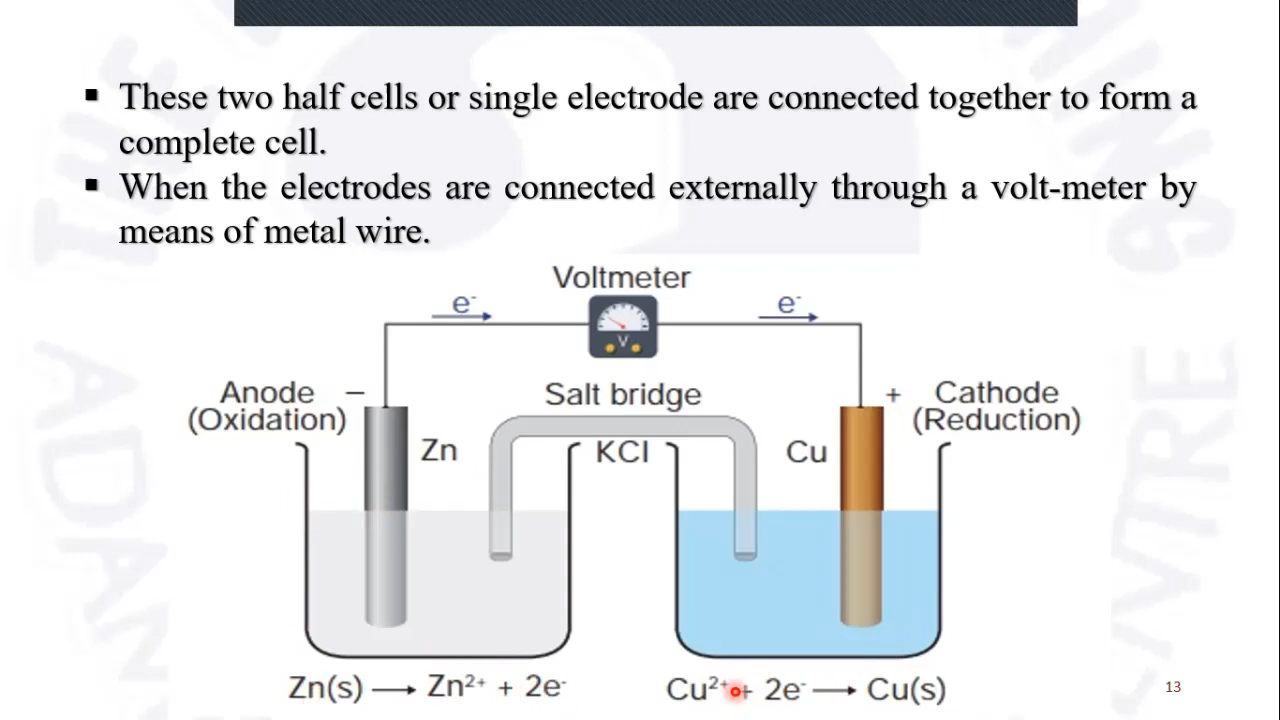 ▪ These two half cells or single electrode are connected together to form a
complete cell.
▪ When the electrodes are connected externally through a volt-meter by
means of metal wire.
Voltmeter
e⁻ e⁻
V
Anode − Salt bridge + Cathode
(Oxidation) (Reduction)
Zn KCl Cu
Zn(s) ⟶ Zn²⁺ + 2e⁻ Cu²⁺ + 2e⁻ ⟶ Cu(s)
13